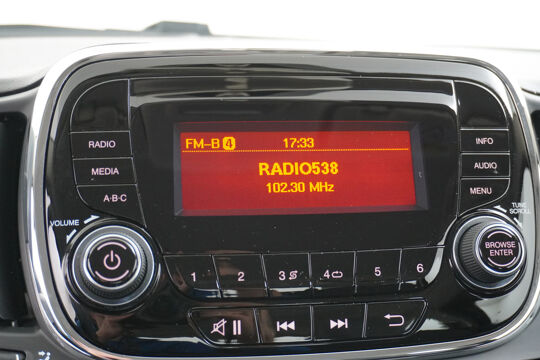 FM-B 4 17:33
RADIO538
102.30 MHz
RADIO
MEDIA
A·B·C
INFO
AUDIO
MENU
VOLUME
TUNE
SCROLL
BROWSE
ENTER
1 2 3 4 5 6